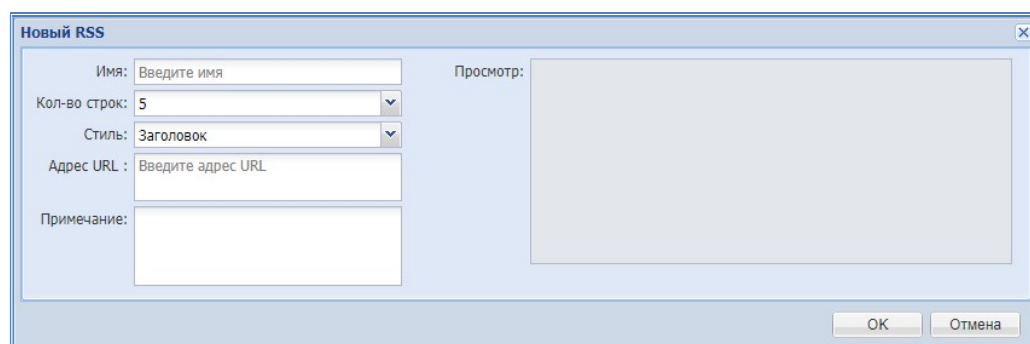 Новый RSS
Имя: Введите имя
Просмотр:
Кол-во строк: 5
Стиль: Заголовок
Адрес URL : Введите адрес URL
Примечание:
OK Отмена